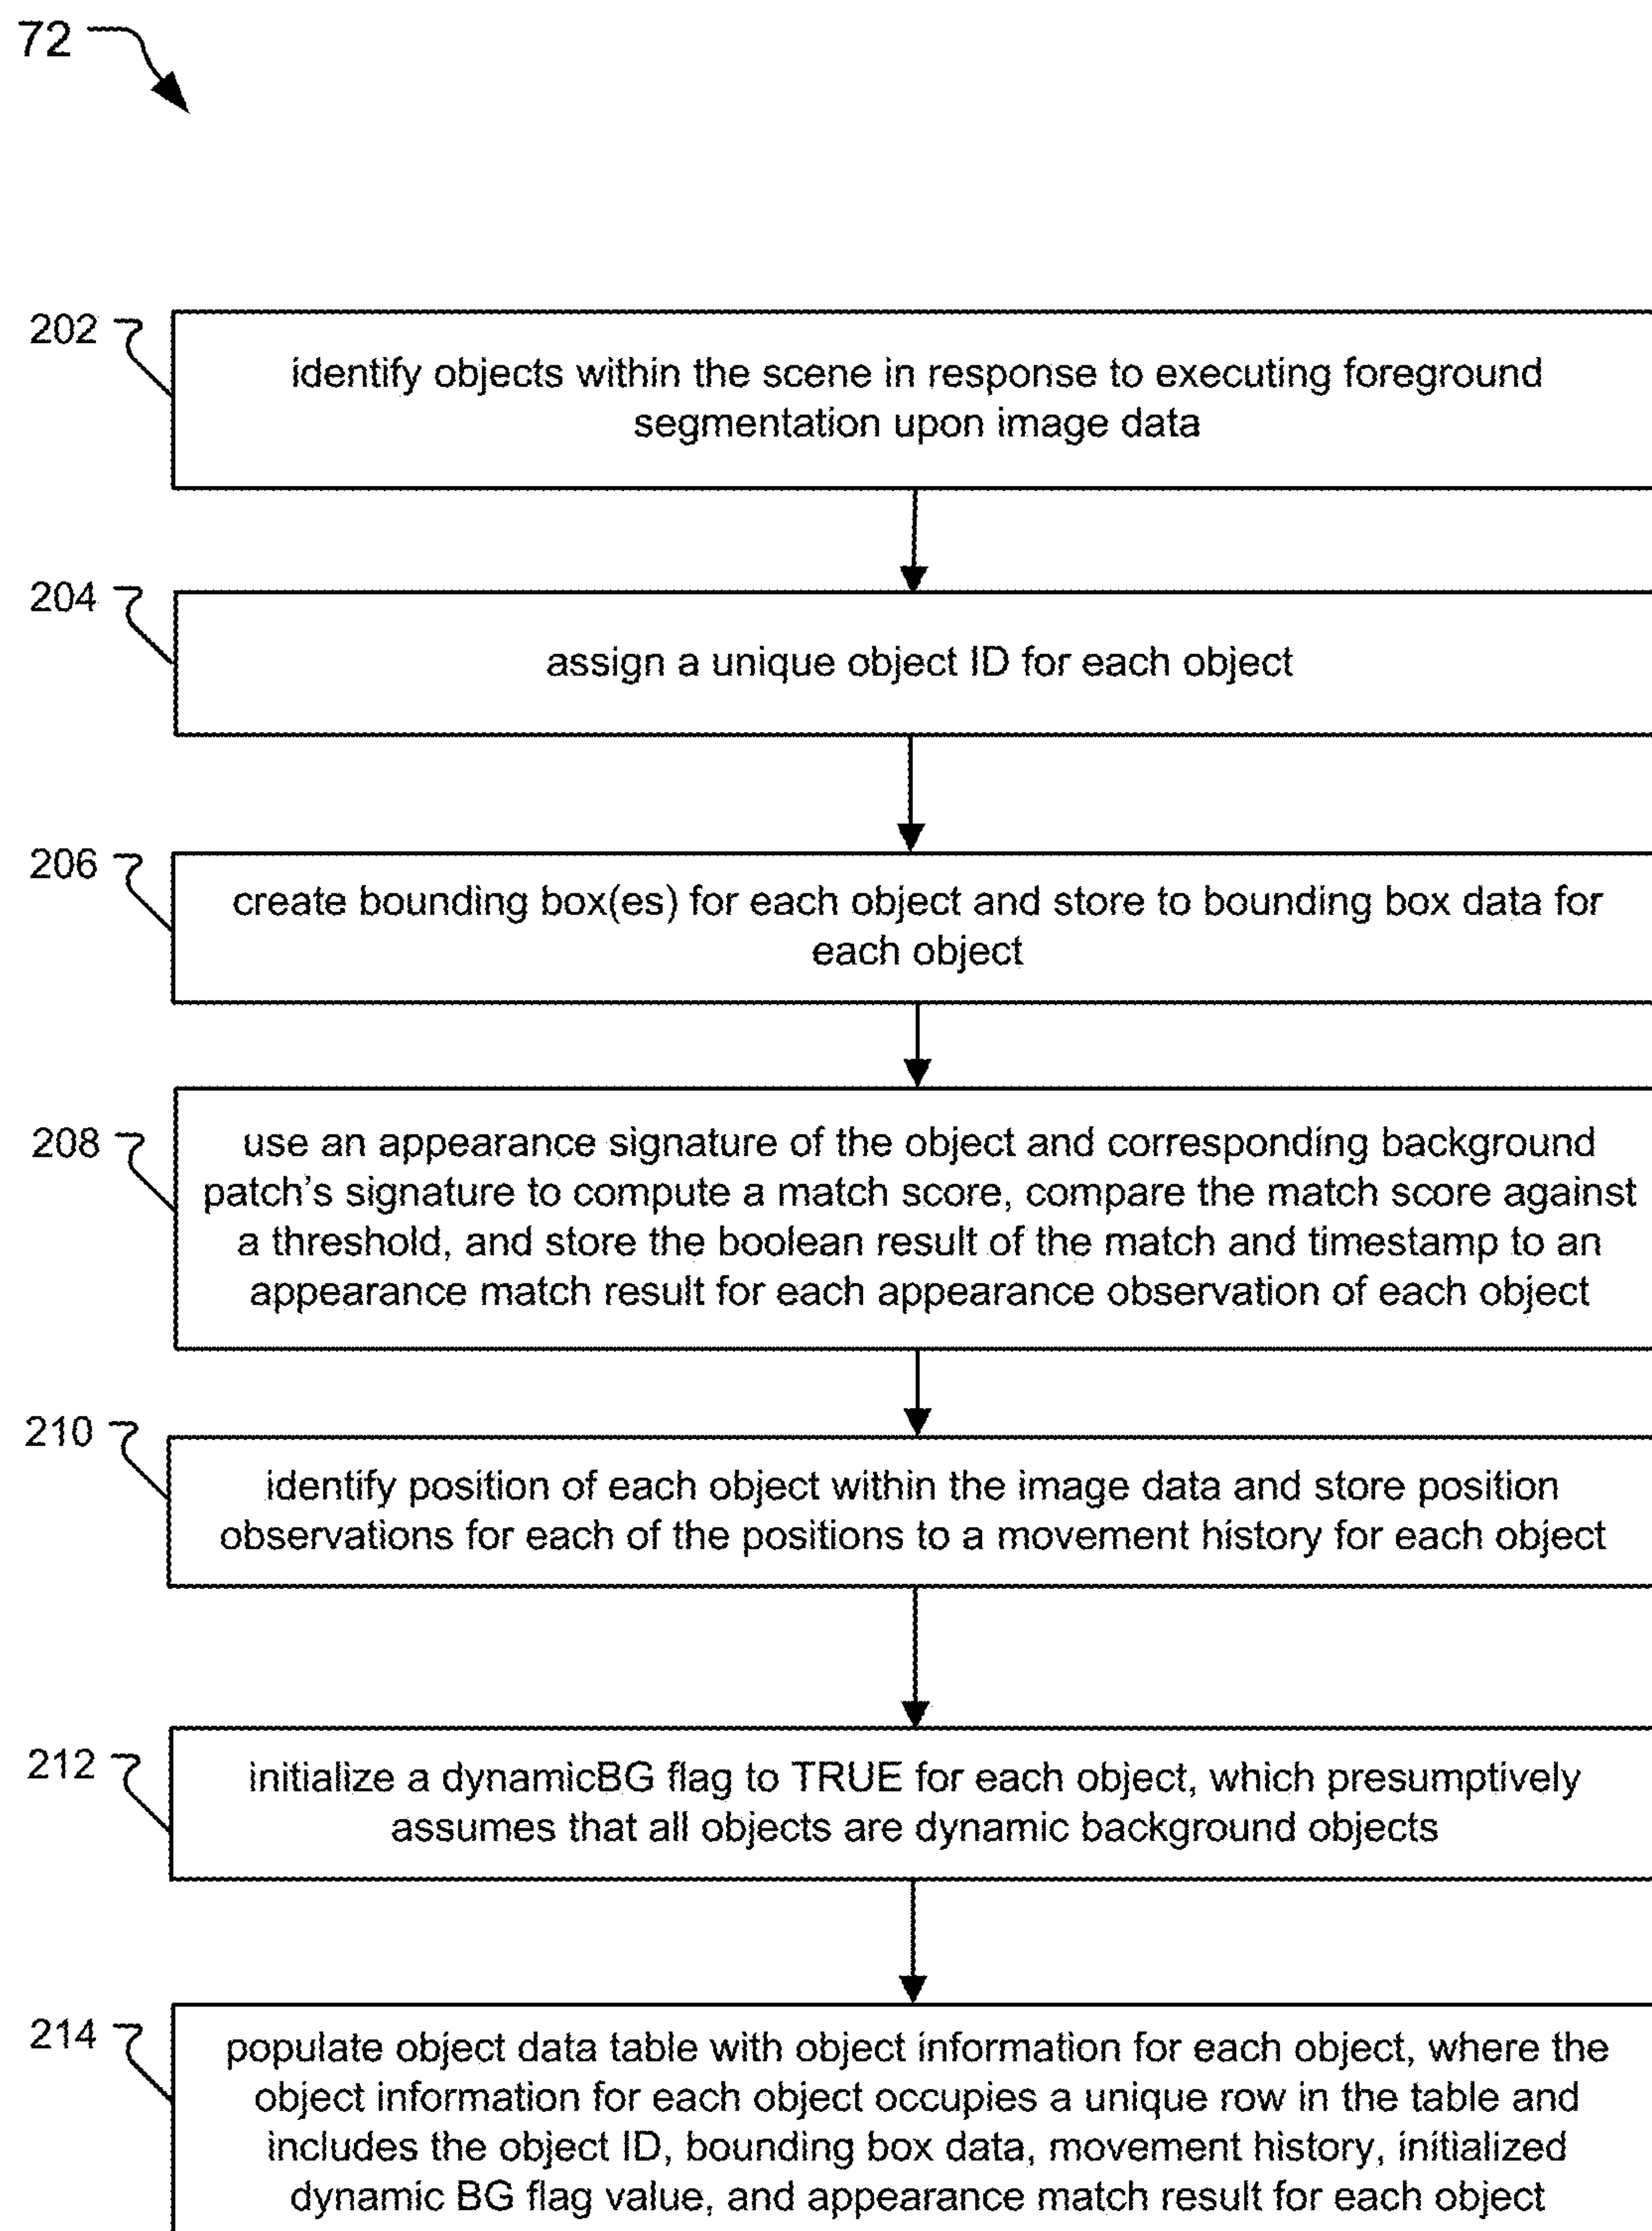 72
202
identify objects within the scene in response to executing foreground
segmentation upon image data
204
assign a unique object ID for each object
206
create bounding box(es) for each object and store to bounding box data for
each object
208
use an appearance signature of the object and corresponding background
patch's signature to compute a match score, compare the match score against
a threshold, and store the boolean result of the match and timestamp to an
appearance match result for each appearance observation of each object
210
identify position of each object within the image data and store position
observations for each of the positions to a movement history for each object
212
initialize a dynamicBG flag to TRUE for each object, which presumptively
assumes that all objects are dynamic background objects
214
populate object data table with object information for each object, where the
object information for each object occupies a unique row in the table and
includes the object ID, bounding box data, movement history, initialized
dynamic BG flag value, and appearance match result for each object